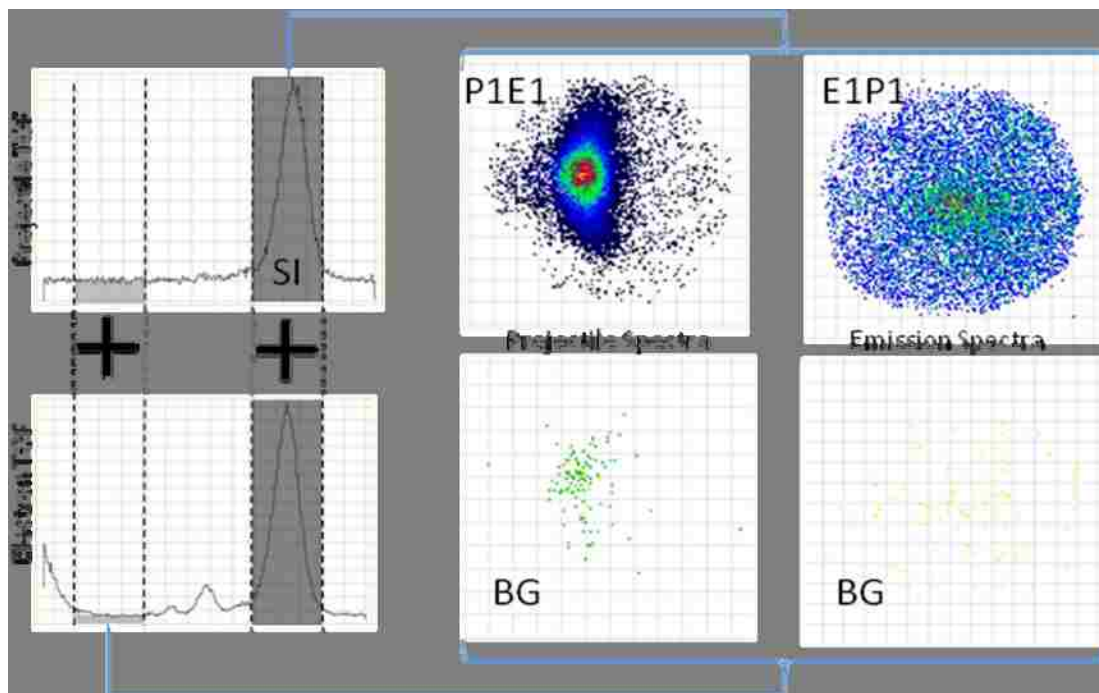 P1E1
E1P1
SI
Projectile Spectra
Emission Spectra
BG
BG